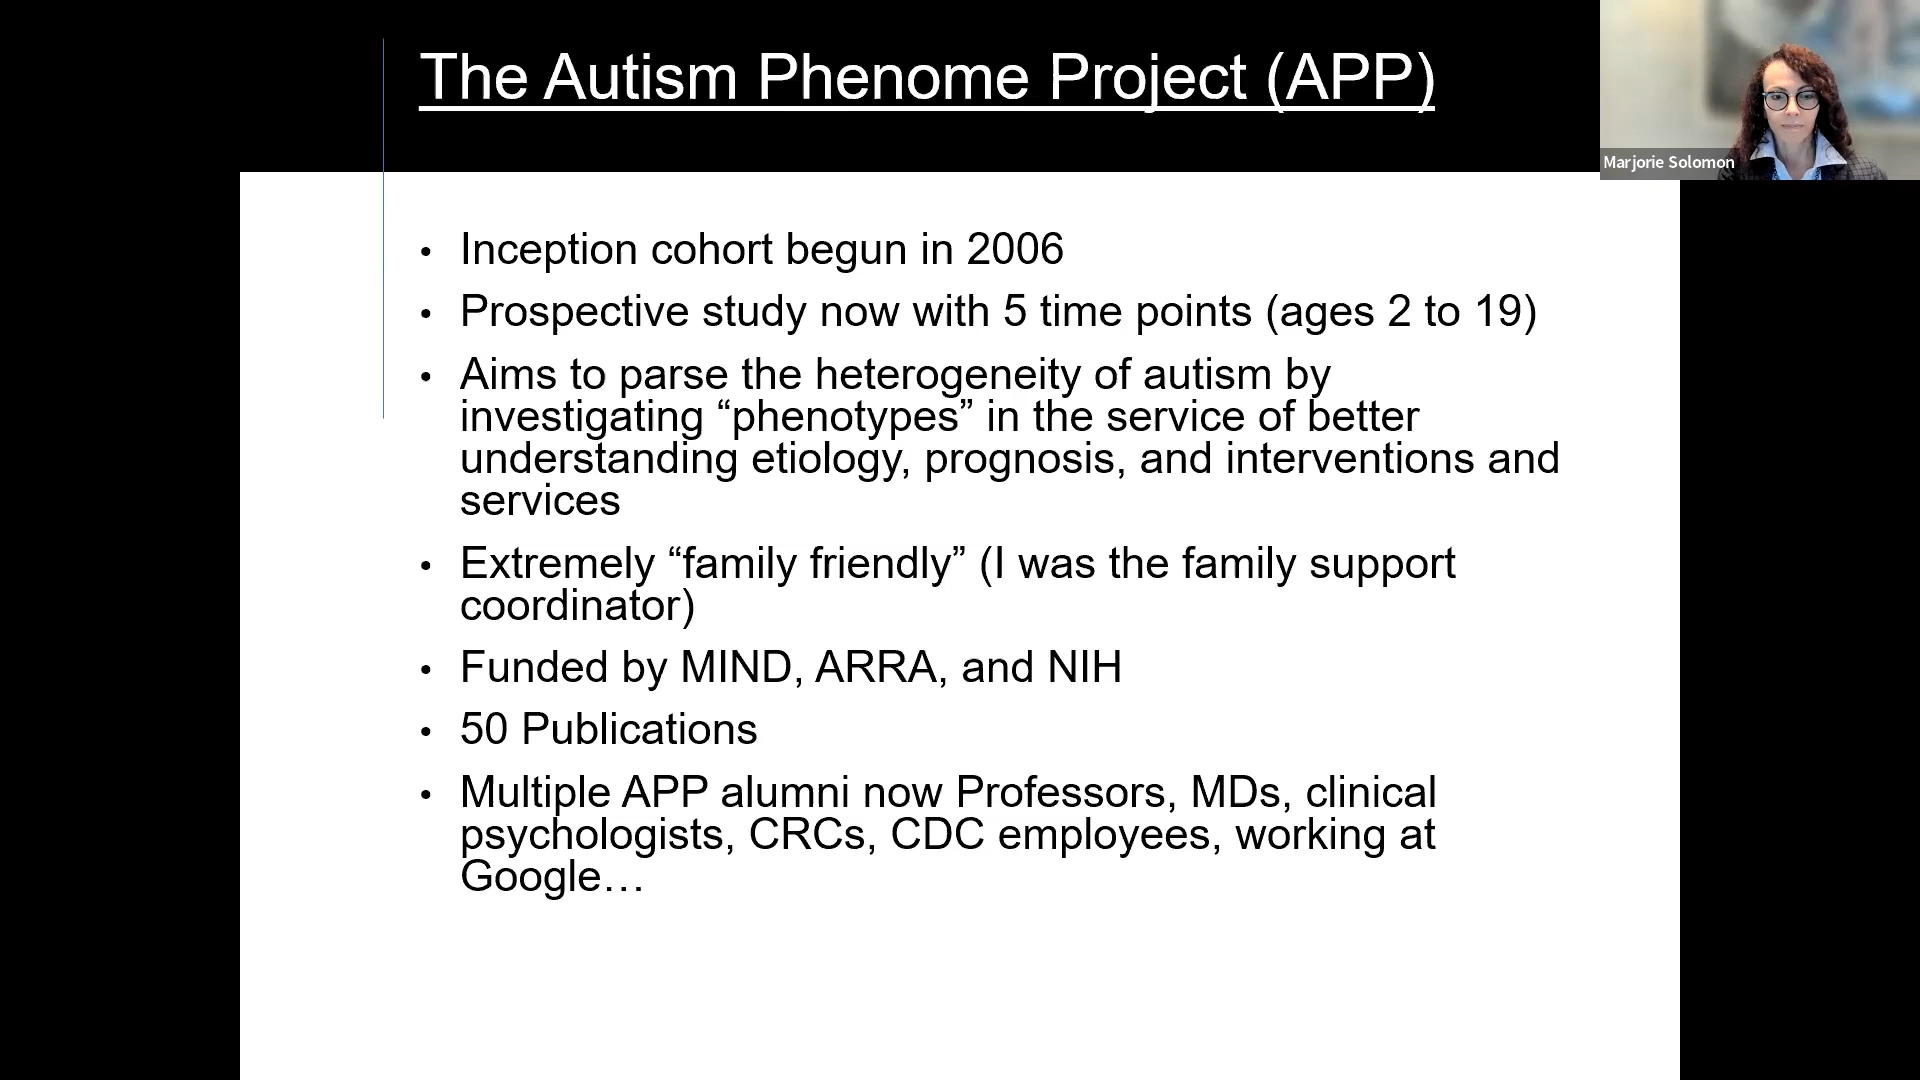 The Autism Phenome Project (APP)
Marjorie Solomon
• Inception cohort begun in 2006
• Prospective study now with 5 time points (ages 2 to 19)
• Aims to parse the heterogeneity of autism by
investigating “phenotypes” in the service of better
understanding etiology, prognosis, and interventions and
services
• Extremely “family friendly” (I was the family support
coordinator)
• Funded by MIND, ARRA, and NIH
• 50 Publications
• Multiple APP alumni now Professors, MDs, clinical
psychologists, CRCs, CDC employees, working at
Google…